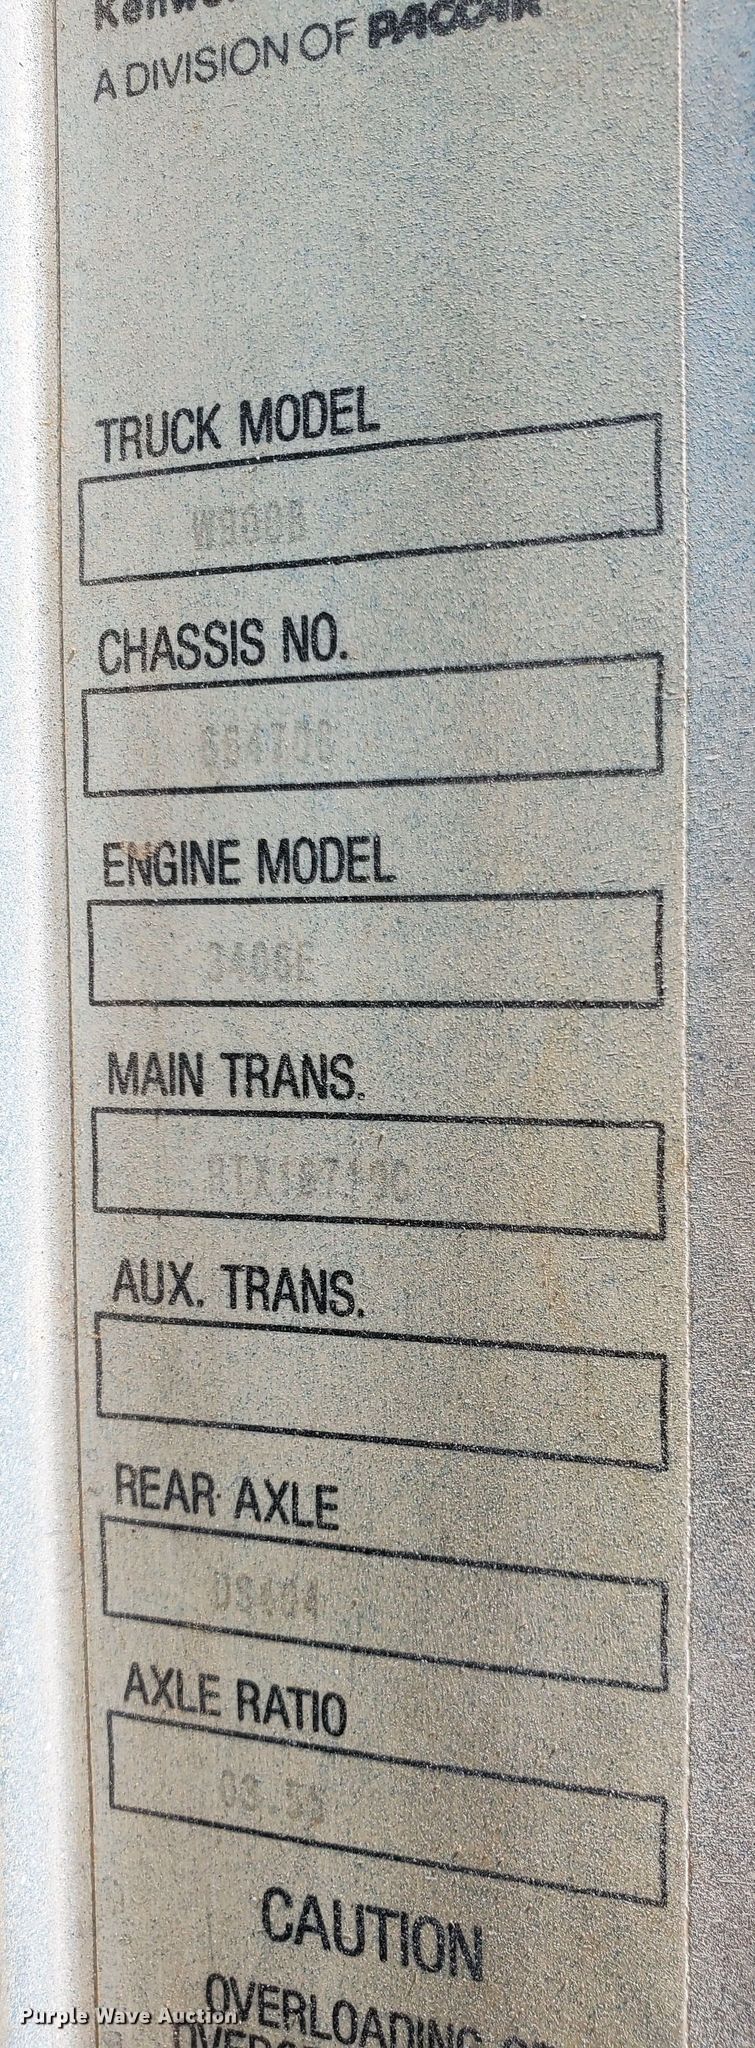 A DIVISION OF PACCAR
TRUCK MODEL
W900B
CHASSIS NO.
ENGINE MODEL
3406E
MAIN TRANS.
AUX. TRANS.
REAR AXLE
DS404
AXLE RATIO
CAUTION
OVERLOADING
Purple Wave Auction